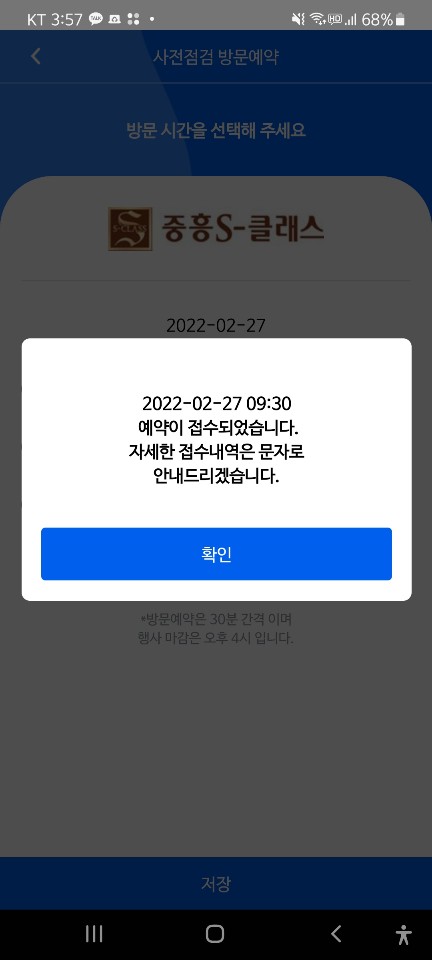 KT 3:57 HD 68%
사전점검 방문예약
방문 시간을 선택해 주세요
S-CLASS 중흥S-클래스
2022-02-27
2022-02-27 09:30
예약이 접수되었습니다.
자세한 접수내역은 문자로
안내드리겠습니다.
확인
*방문예약은 30분 간격 이며
행사 마감은 오후 4시 입니다.
저장